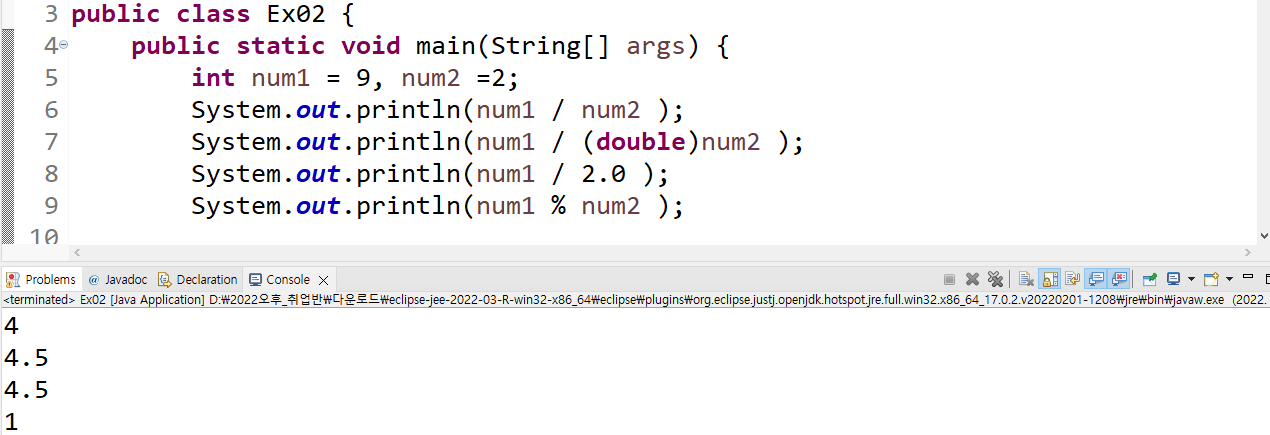 3 public class Ex02 {
4 public static void main(String[] args) {
5 int num1 = 9, num2 =2;
6 System.out.println(num1 / num2 );
7 System.out.println(num1 / (double)num2 );
8 System.out.println(num1 / 2.0 );
9 System.out.println(num1 % num2 );
10
Problems @ Javadoc Declaration Console
<terminated> Ex02 [Java Application] D:₩2022오후_취업반₩다운로드₩eclipse-jee-2022-03-R-win32-x86_64₩eclipse₩plugins₩org.eclipse.justj.openjdk.hotspot.jre.full.win32.x86_64_17.0.2.v20220201-1208₩jre₩bin₩javaw.exe (2022.
4
4.5
4.5
1